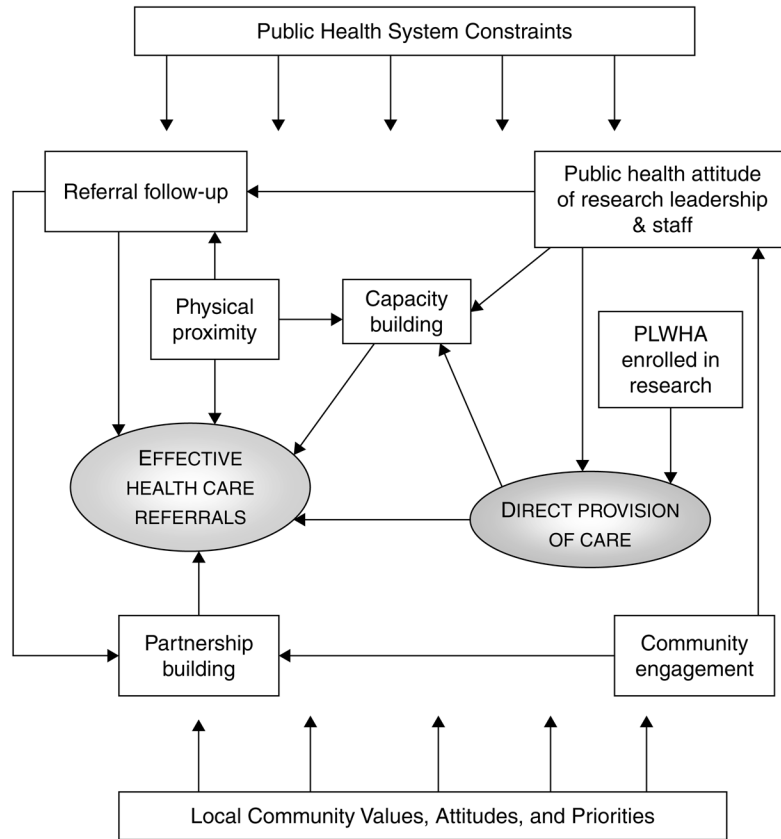 Public Health System Constraints
Referral follow-up
Public health attitude
of research leadership
& staff
Physical
proximity
Capacity
building
PLWHA
enrolled in
research
EFFECTIVE
HEALTH CARE
REFERRALS
DIRECT PROVISION
OF CARE
Partnership
building
Community
engagement
Local Community Values, Attitudes, and Priorities